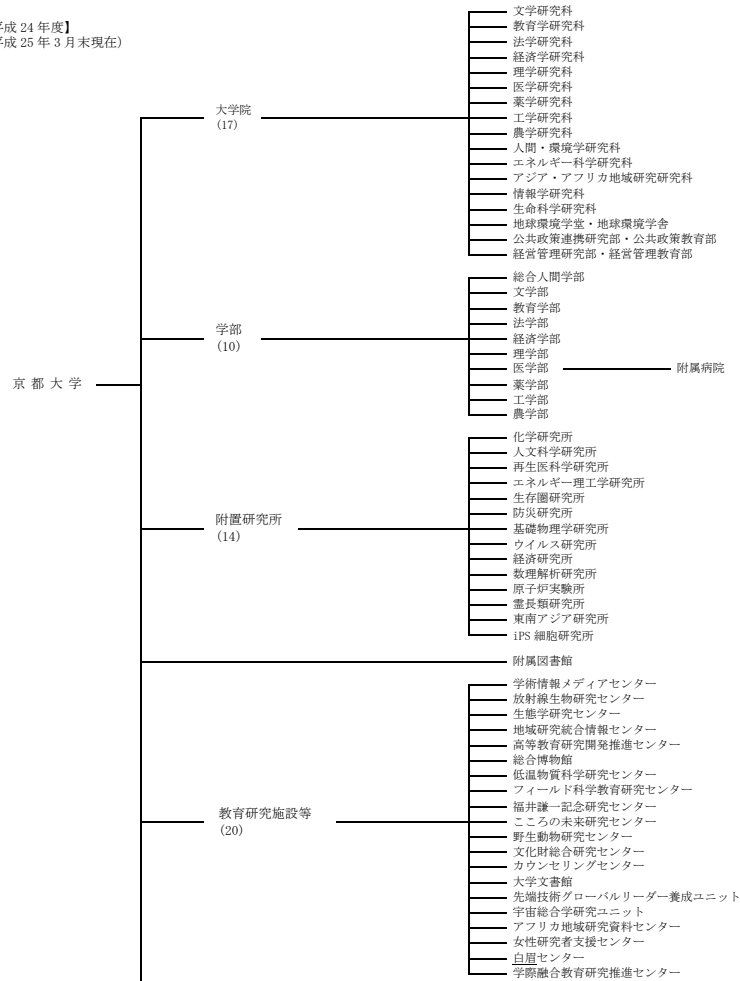 成 24 年度】
成 25 年 3 月末現在)
京 都 大 学
大学院
(17)
文学研究科
教育学研究科
法学研究科
経済学研究科
理学研究科
医学研究科
薬学研究科
工学研究科
農学研究科
人間・環境学研究科
エネルギー科学研究科
アジア・アフリカ地域研究研究科
情報学研究科
生命科学研究科
地球環境学堂・地球環境学舎
公共政策連携研究部・公共政策教育部
経営管理研究部・経営管理教育部
学部
(10)
総合人間学部
文学部
教育学部
法学部
経済学部
理学部
医学部 附属病院
薬学部
工学部
農学部
附置研究所
(14)
化学研究所
人文科学研究所
再生医科学研究所
エネルギー理工学研究所
生存圏研究所
防災研究所
基礎物理学研究所
ウイルス研究所
経済研究所
数理解析研究所
原子炉実験所
霊長類研究所
東南アジア研究所
iPS 細胞研究所
附属図書館
教育研究施設等
(20)
学術情報メディアセンター
放射線生物研究センター
生態学研究センター
地域研究統合情報センター
高等教育研究開発推進センター
総合博物館
低温物質科学研究センター
フィールド科学教育研究センター
福井謙一記念研究センター
こころの未来研究センター
野生動物研究センター
文化財総合研究センター
カウンセリングセンター
大学文書館
先端技術グローバルリーダー養成ユニット
宇宙総合学研究ユニット
アフリカ地域研究資料センター
女性研究者支援センター
白眉センター
学際融合教育研究推進センター